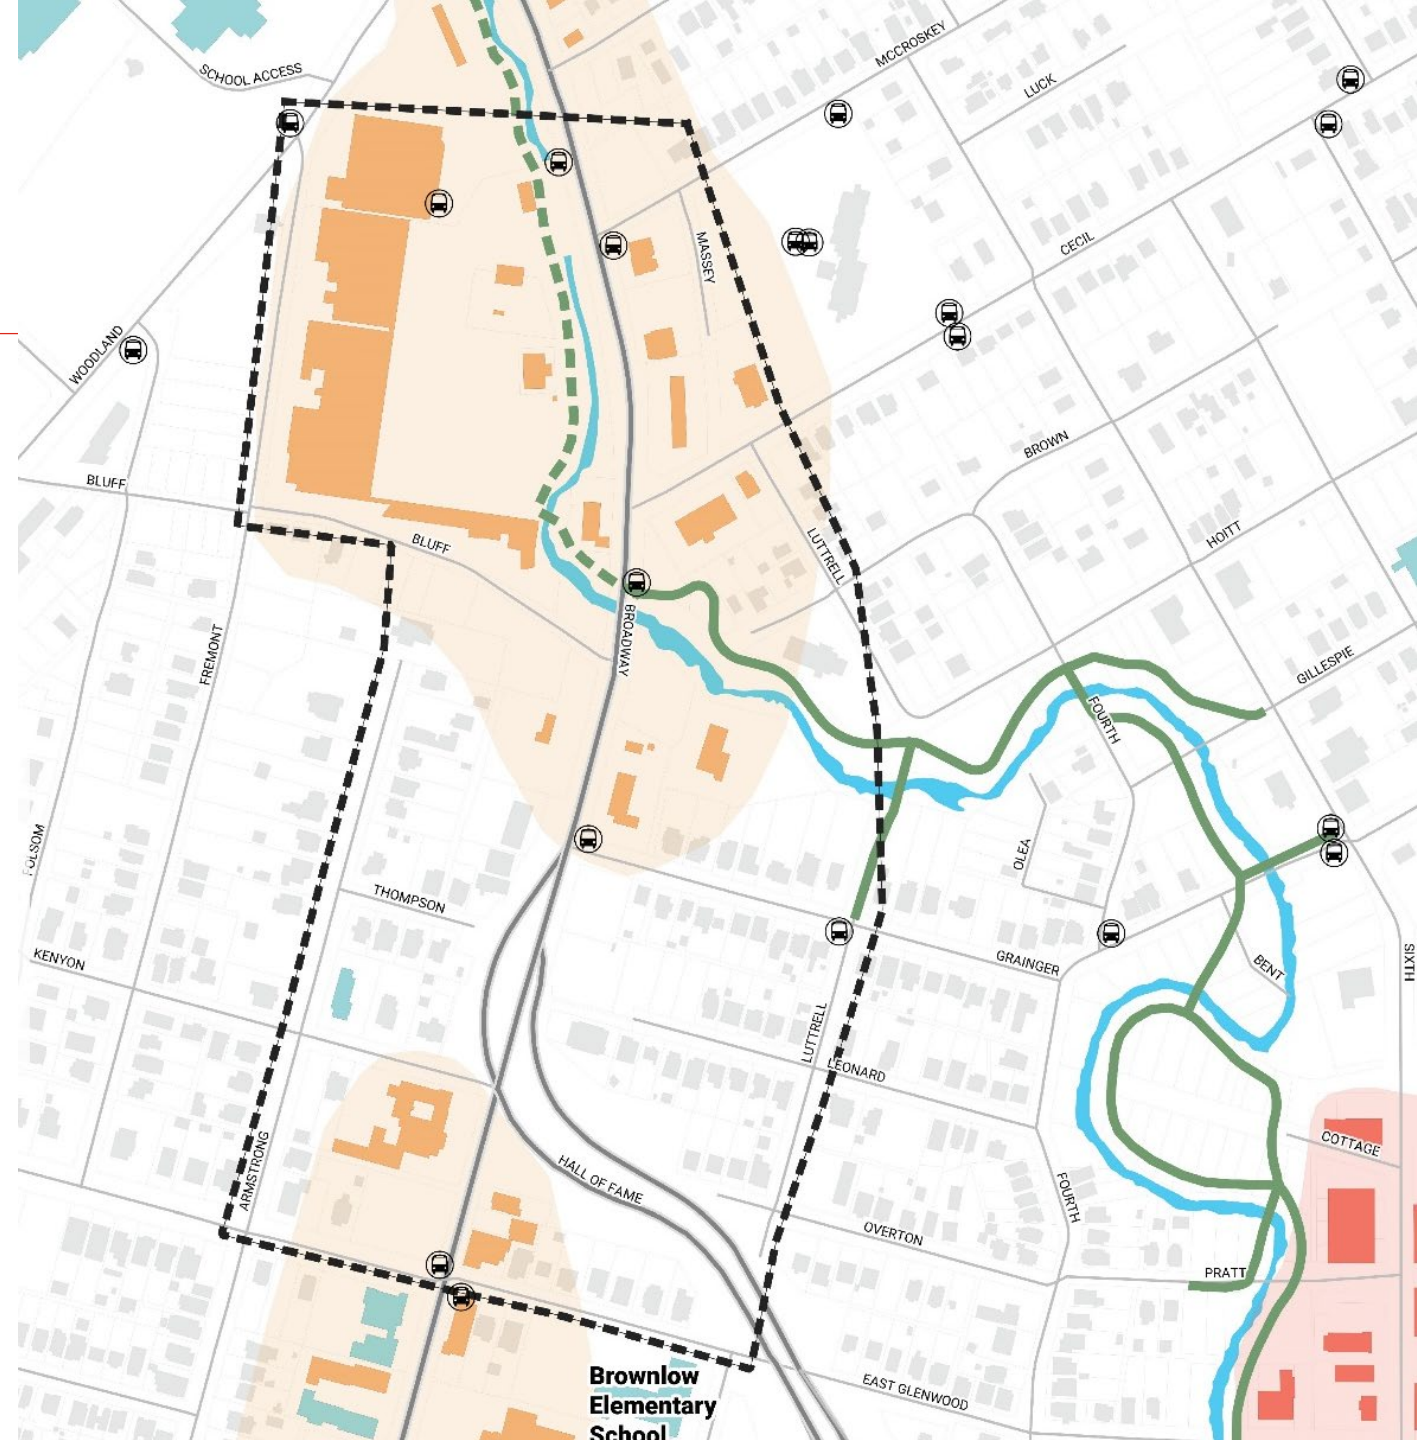 MCCROSKEY
SCHOOL ACCESS
LUCK
MASSEY
CECIL
WOODLAND
BROWN
BLUFF
BLUFF
HOITT
LUTTRELL
BROADWAY
FREMONT
GILLESPIE
FOURTH
FOLSOM
OLEA
THOMPSON
KENYON
GRAINGER
BENT
SIXTH
LUTTRELL
LEONARD
COTTAGE
ARMSTRONG
HALL OF FAME
FOURTH
OVERTON
PRATT
EAST GLENWOOD
Brownlow
Elementary
School